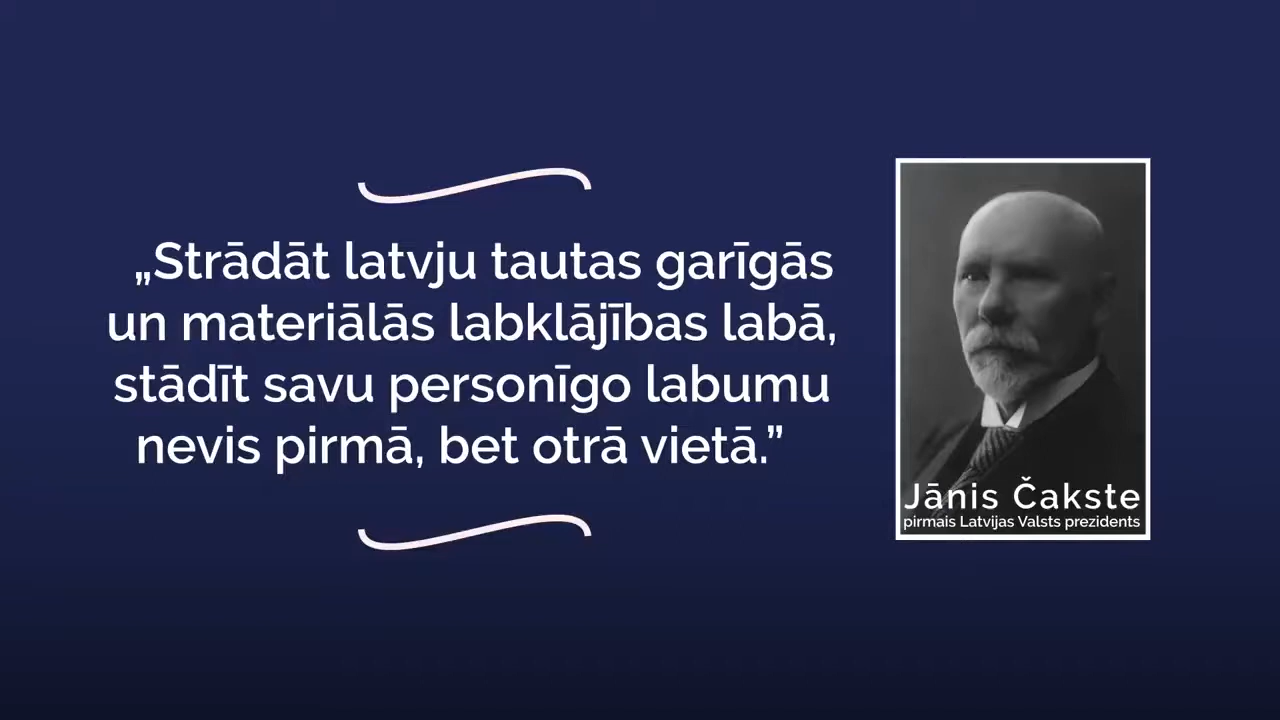 „Strādāt latvju tautas garīgās
un materiālās labklājības labā,
stādīt savu personīgo labumu
nevis pirmā, bet otrā vietā.”
Jānis Čakste
pirmais Latvijas Valsts prezidents